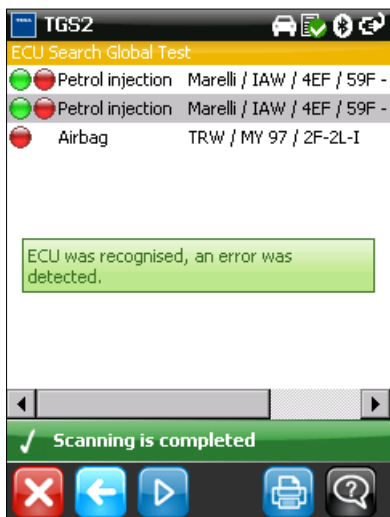 TGS2
ECU Search Global Test
Petrol injection Marelli / IAW / 4EF / 59F -
Petrol injection Marelli / IAW / 4EF / 59F -
Airbag TRW / MY 97 / 2F-2L-I
ECU was recognised, an error was
detected.
Scanning is completed